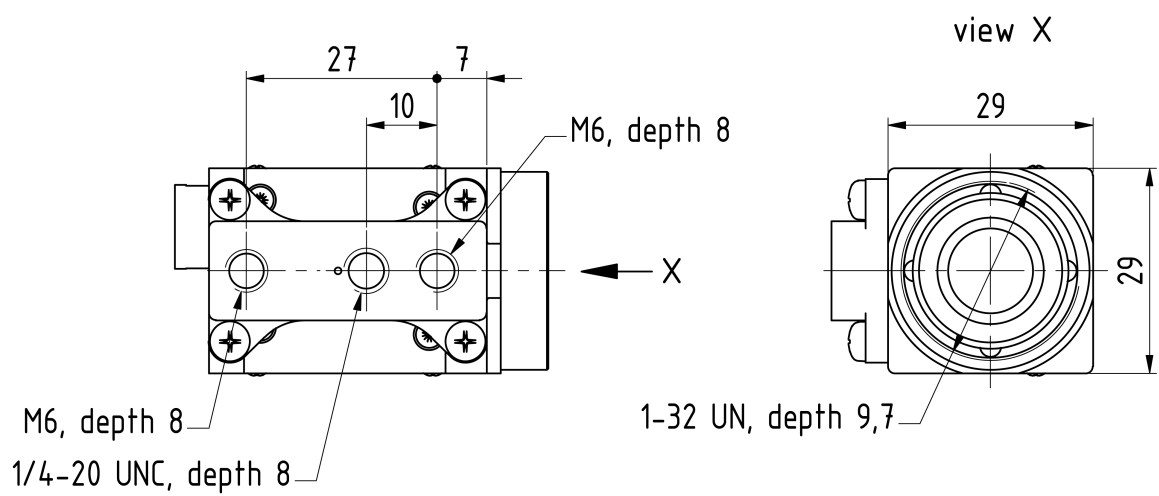 view X
27
7
29
10
M6, depth 8
X
29
M6, depth 8
1-32 UN, depth 9,7
1/4-20 UNC, depth 8